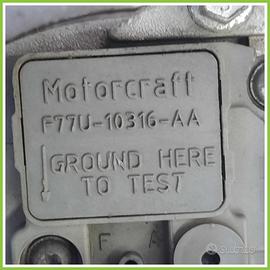 Motorcraft
F77U-10316-AA
GROUND HERE
TO TEST
F A